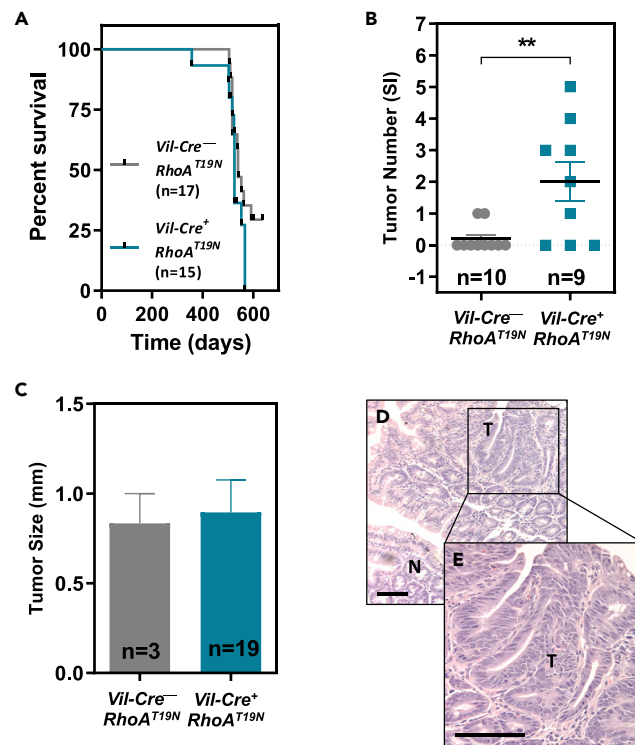 A
Percent survival
100
75
50
25
0
Vil-Cre—
RhoAT19N
(n=17)
Vil-Cre+
RhoAT19N
(n=15)
0 200 400 600
Time (days)
B
Tumor Number (SI)
7
6
5
4
3
2
1
0
-1
**
n=10 n=9
Vil-Cre— Vil-Cre+
RhoAT19N RhoAT19N
C
Tumor Size (mm)
1.5
1.0
0.5
0.0
n=3 n=19
Vil-Cre— Vil-Cre+
RhoAT19N RhoAT19N
D
T
N
E
T